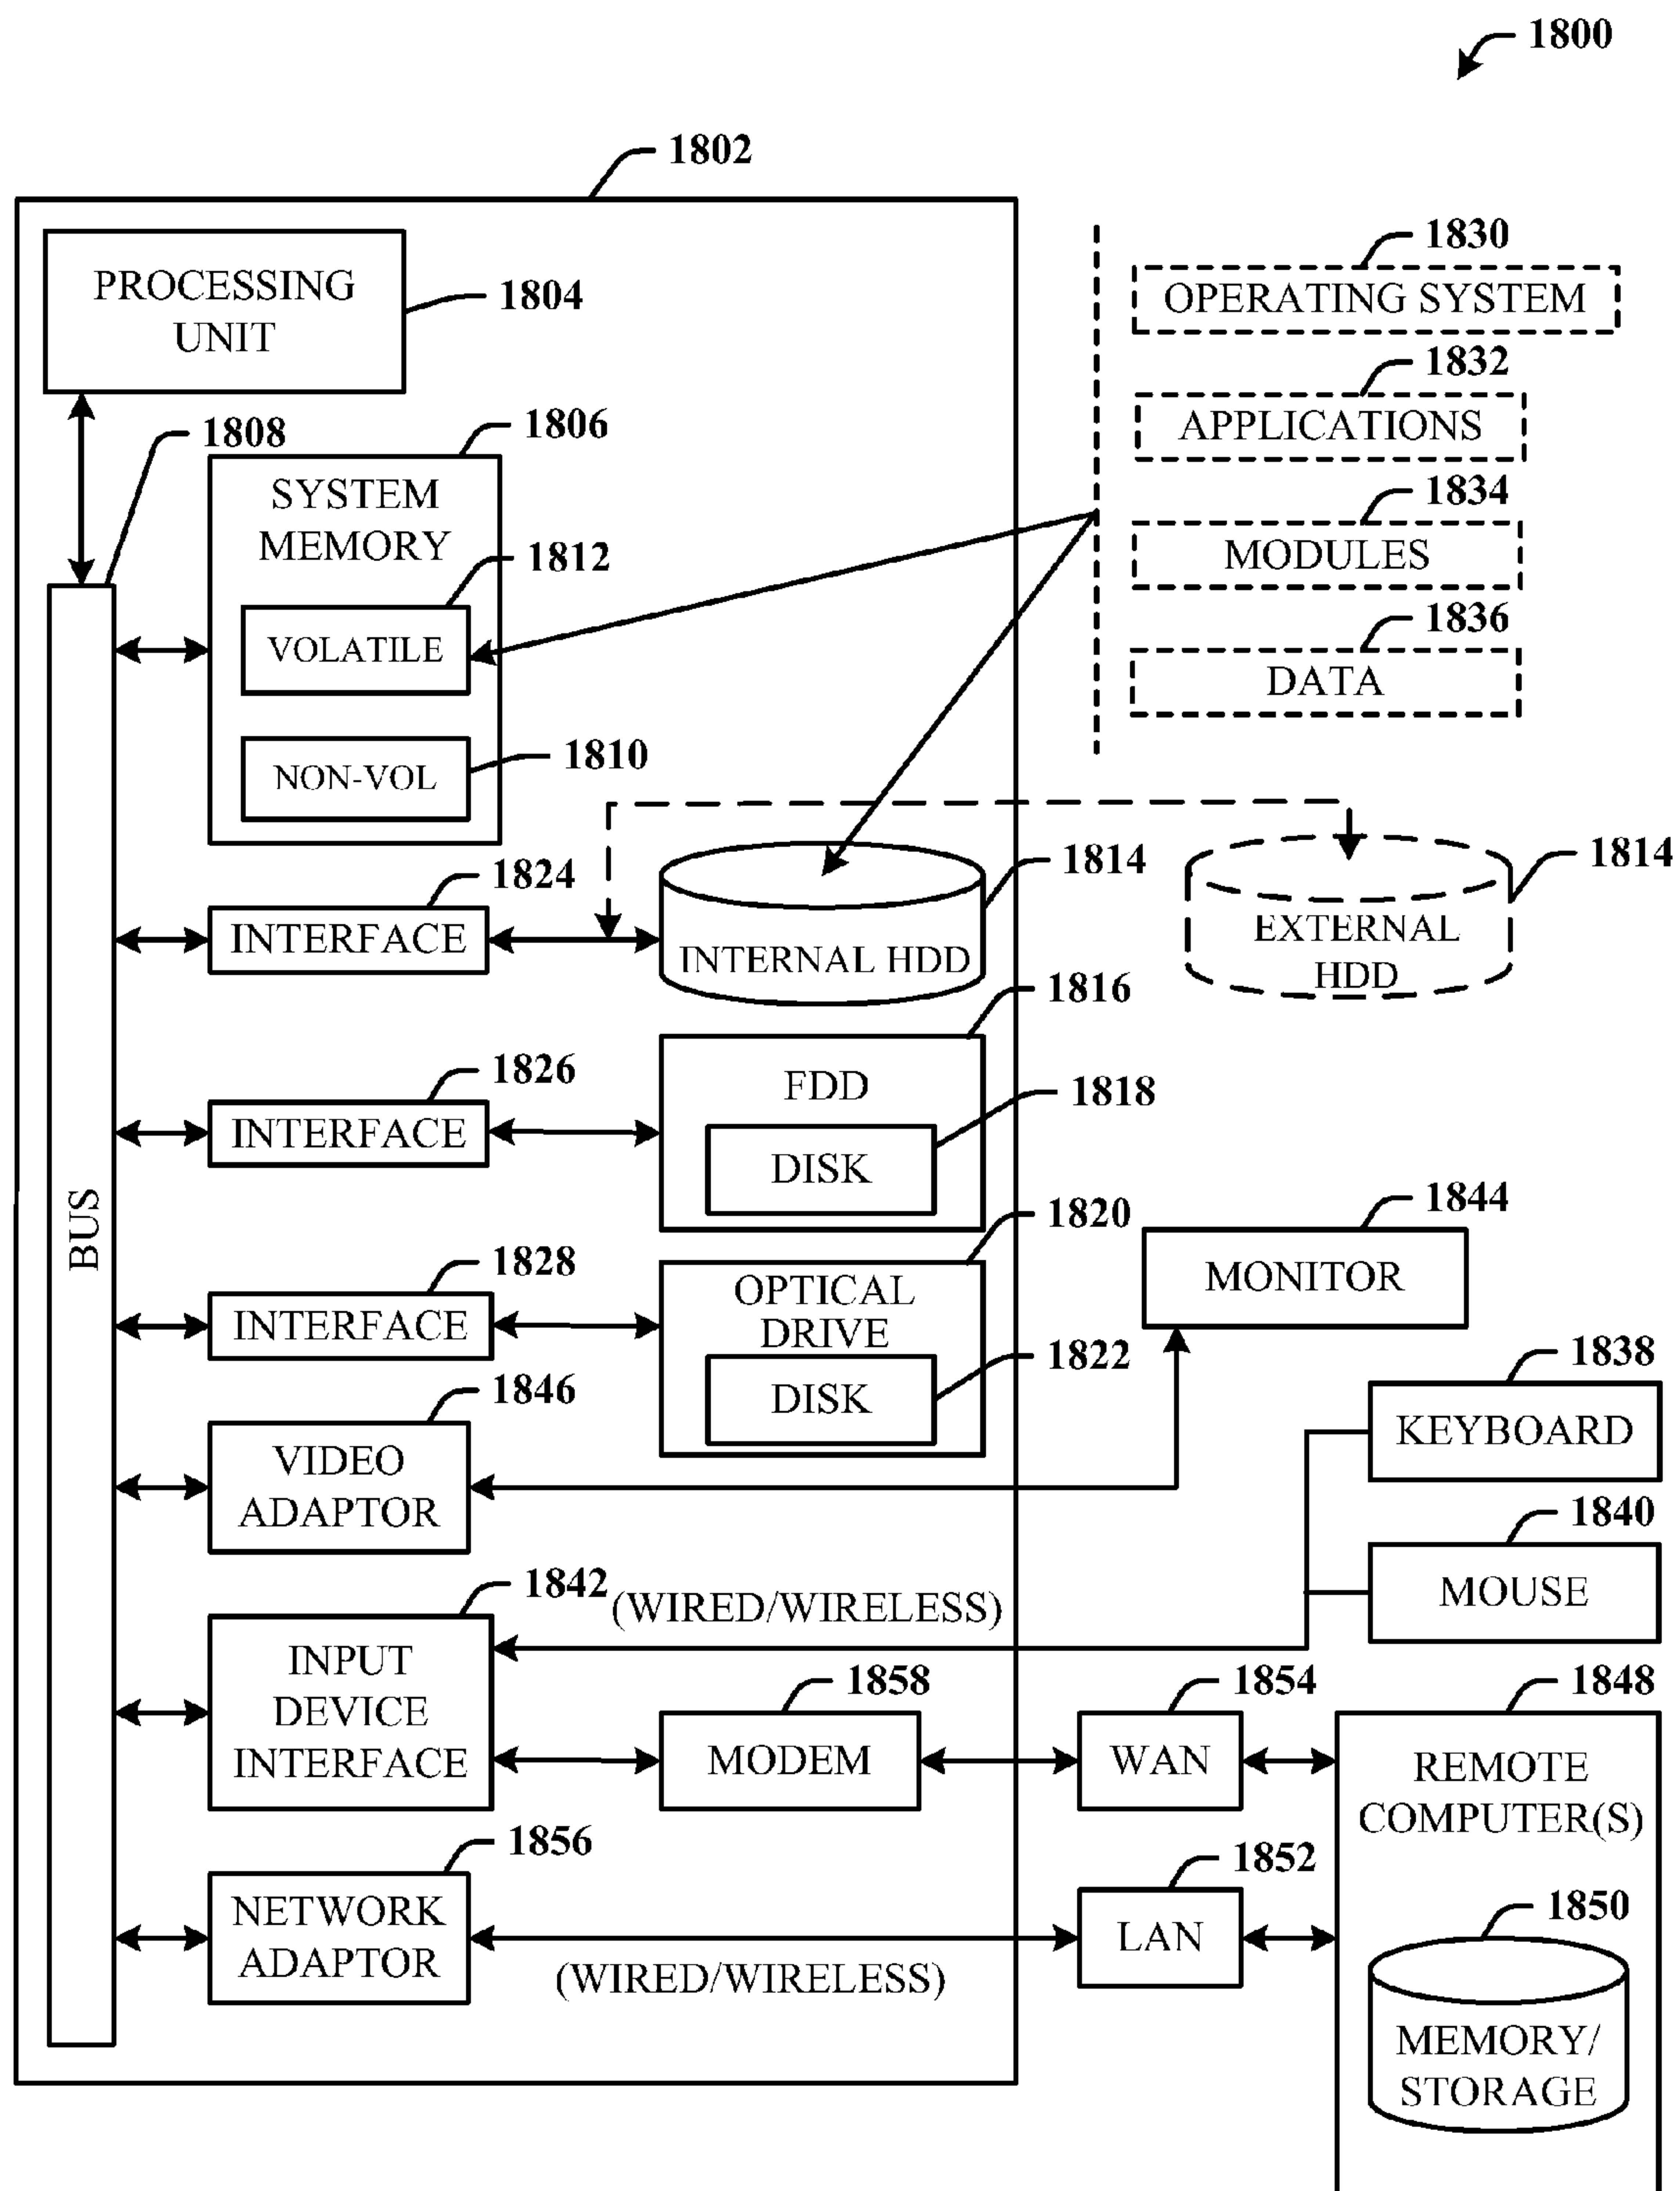 1800
1802
PROCESSING
UNIT
1804
1830
OPERATING SYSTEM
1832
APPLICATIONS
1834
MODULES
1836
DATA
1808
1806
SYSTEM
MEMORY
1812
VOLATILE
1810
NON-VOL
1824
INTERFACE
1814
INTERNAL HDD
1814
EXTERNAL
HDD
1816
1826
INTERFACE
FDD
1818
DISK
BUS
1820
1828
INTERFACE
OPTICAL
DRIVE
1822
DISK
1844
MONITOR
1846
VIDEO
ADAPTOR
1838
KEYBOARD
1840
MOUSE
1842
(WIRED/WIRELESS)
INPUT
DEVICE
INTERFACE
1858
MODEM
1854
WAN
1848
REMOTE
COMPUTER(S)
1856
NETWORK
ADAPTOR
(WIRED/WIRELESS)
1852
LAN
1850
MEMORY/
STORAGE